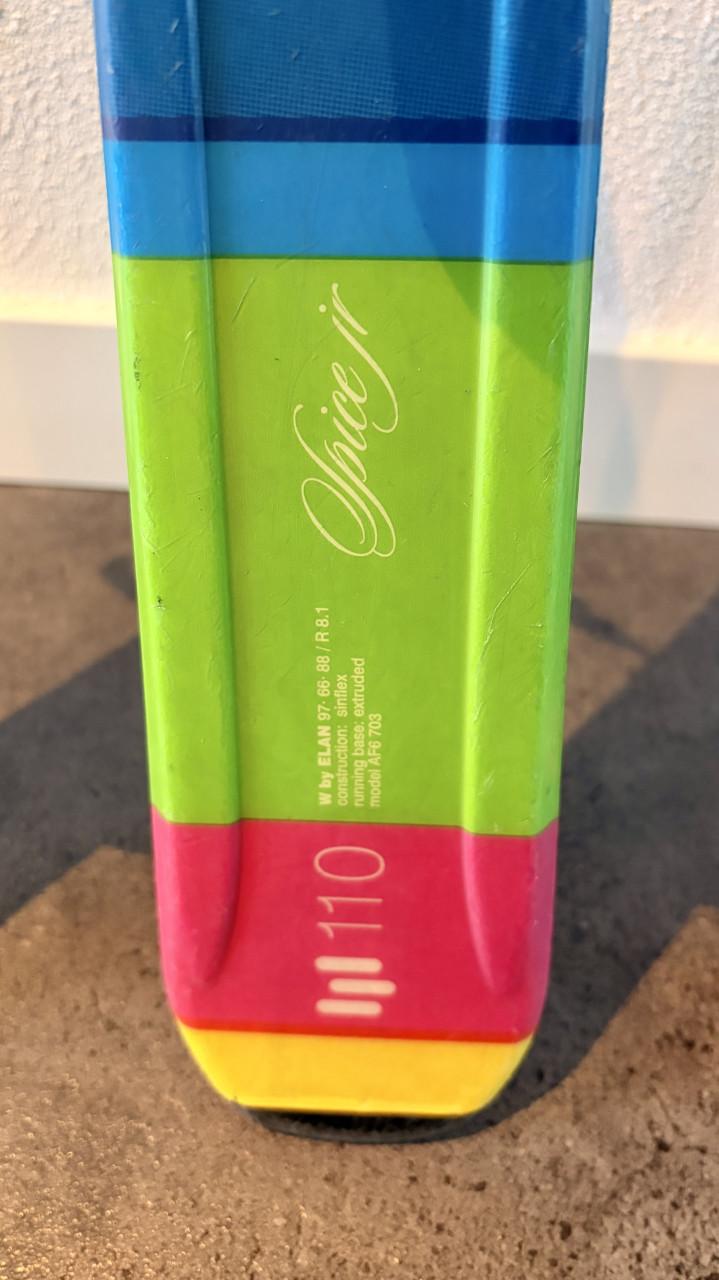 Spice jr
W by ELAN 97· 66· 88 / R 8.1
construction: sinflex
running base: extruded
model AF6 703
110